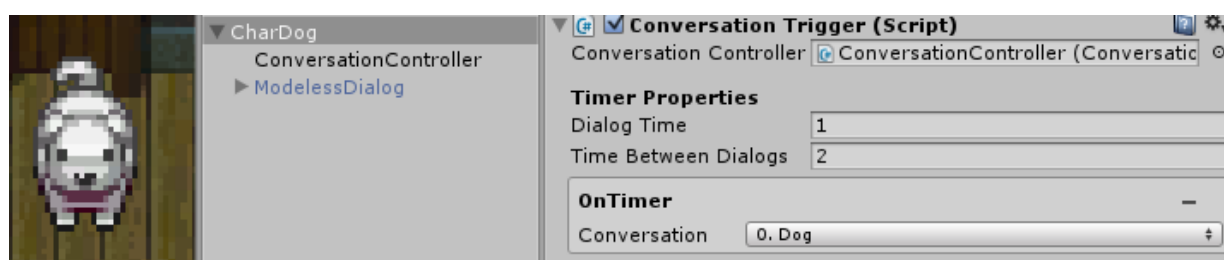 CharDog
ConversationController
ModelessDialog
Conversation Trigger (Script)
Conversation Controller ConversationController (Conversatic
Timer Properties
Dialog Time 1
Time Between Dialogs 2
OnTimer
Conversation 0. Dog